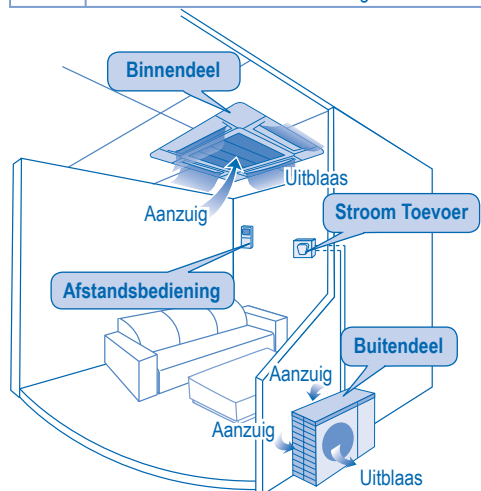 Binnendeel
Uitblaas
Aanzuig
Stroom Toevoer
Afstandsbediening
Buitendeel
Aanzuig
Aanzuig
Uitblaas